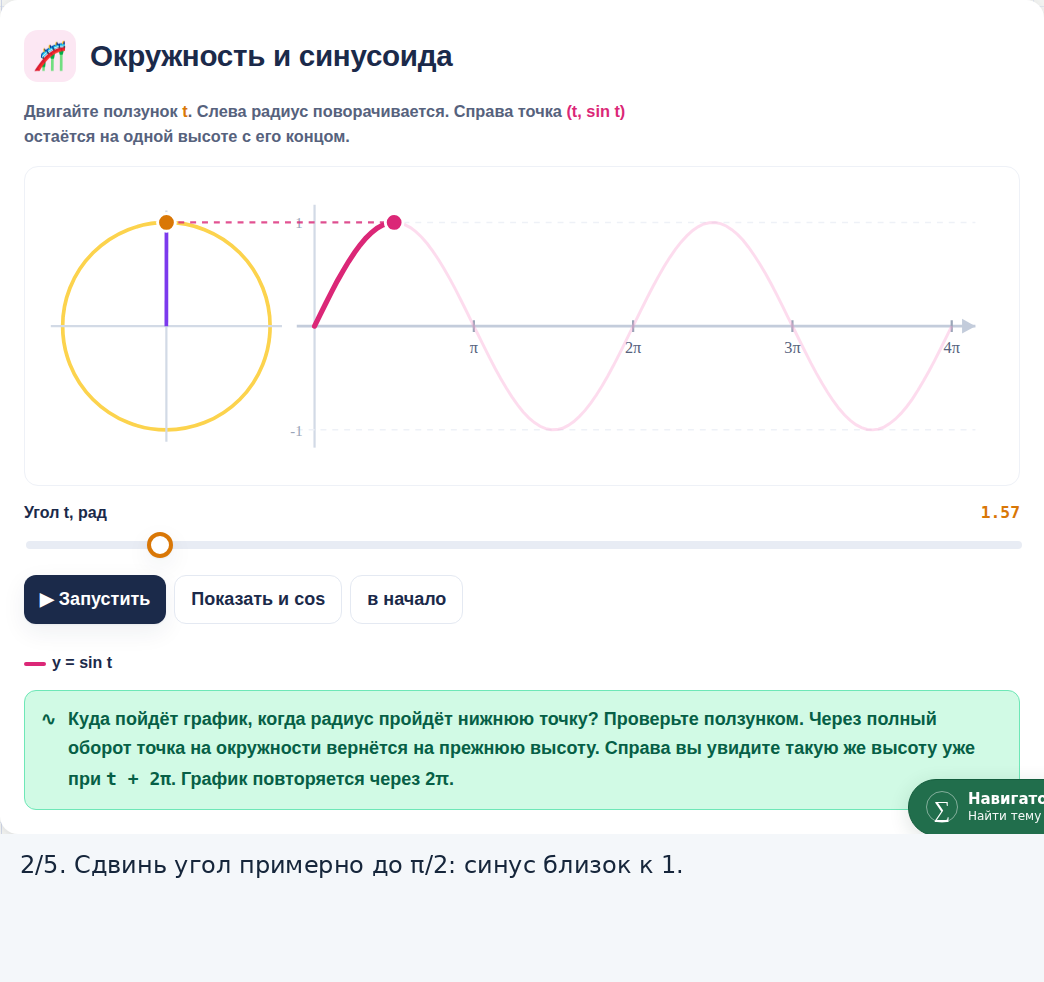 Окружность и синусоида
Двигайте ползунок t. Слева радиус поворачивается. Справа точка (t, sin t)
остаётся на одной высоте с его концом.
1
π
2π
3π
4π
-1
Угол t, рад
1.57
▶ Запустить
Показать и cos
в начало
y = sin t
∿ Куда пойдёт график, когда радиус пройдёт нижнюю точку? Проверьте ползунком. Через полный
оборот точка на окружности вернётся на прежнюю высоту. Справа вы увидите такую же высоту уже
при t + 2π. График повторяется через 2π.
∑
Навигато
Найти тему
2/5. Сдвинь угол примерно до π/2: синус близок к 1.